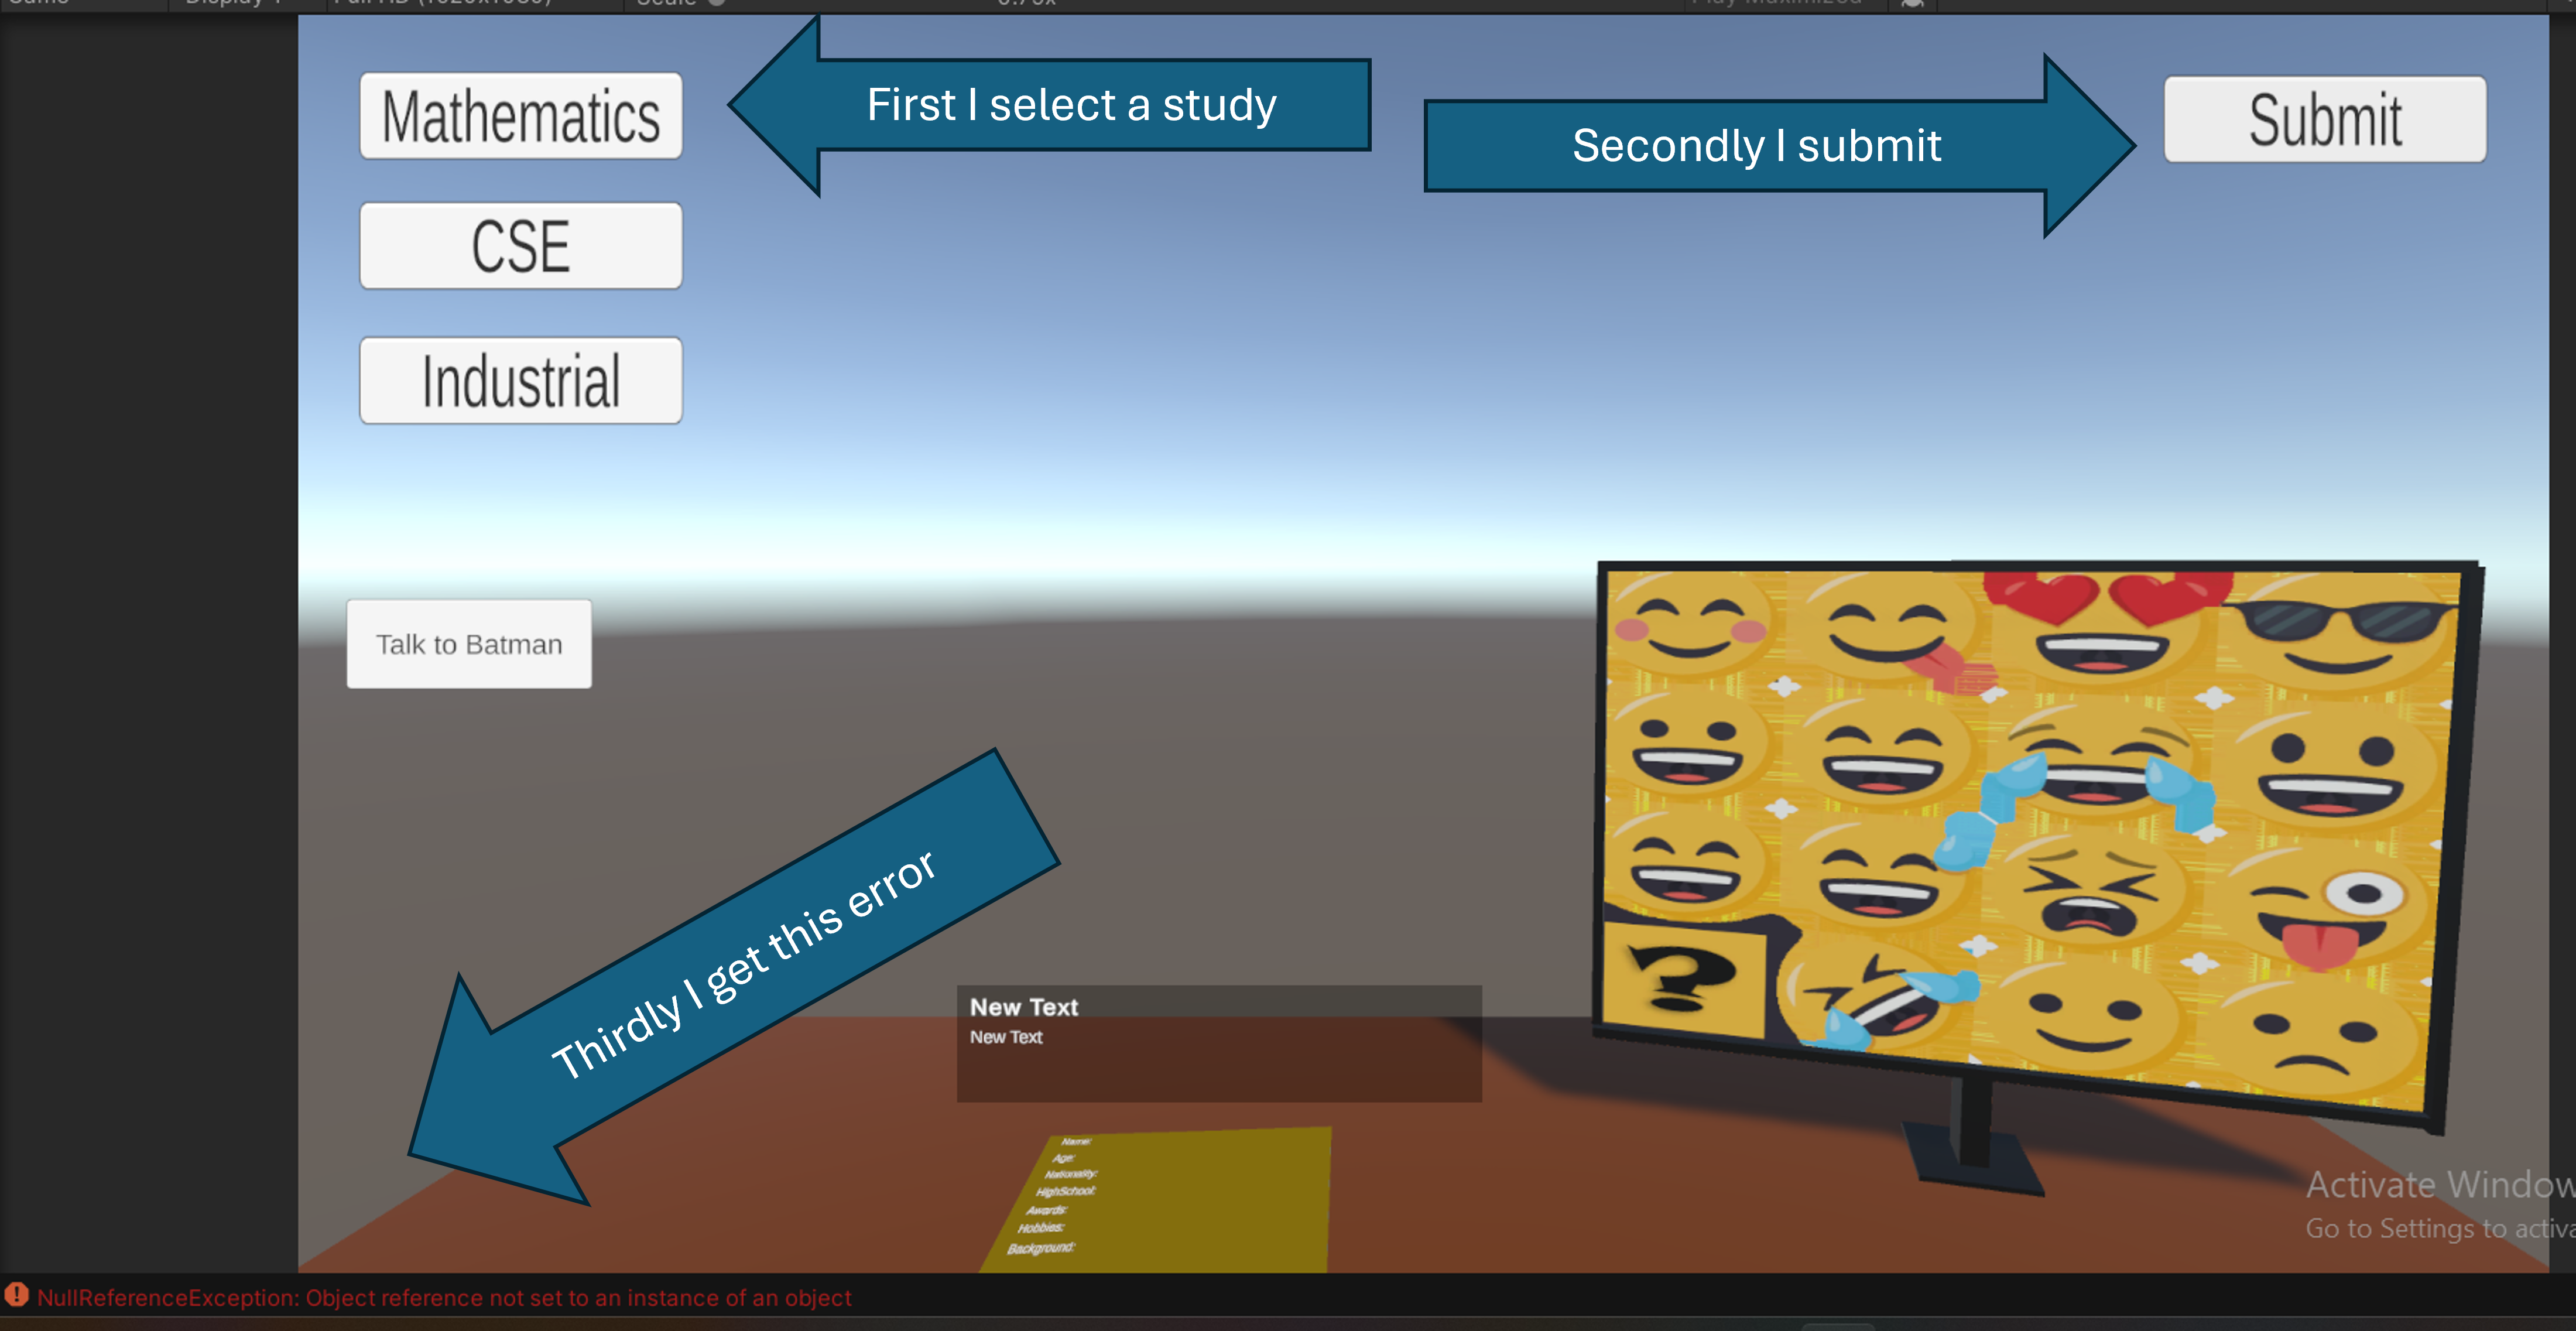 Mathematics
First I select a study
Secondly I submit
Submit
CSE
Industrial
Talk to Batman
Thirdly I get this error
?
New Text
New Text
Name:
Age:
Nationality:
HighSchool:
Awards:
Hobbies:
Background:
Activate Window
Go to Settings to activa
NullReferenceException: Object reference not set to an instance of an object